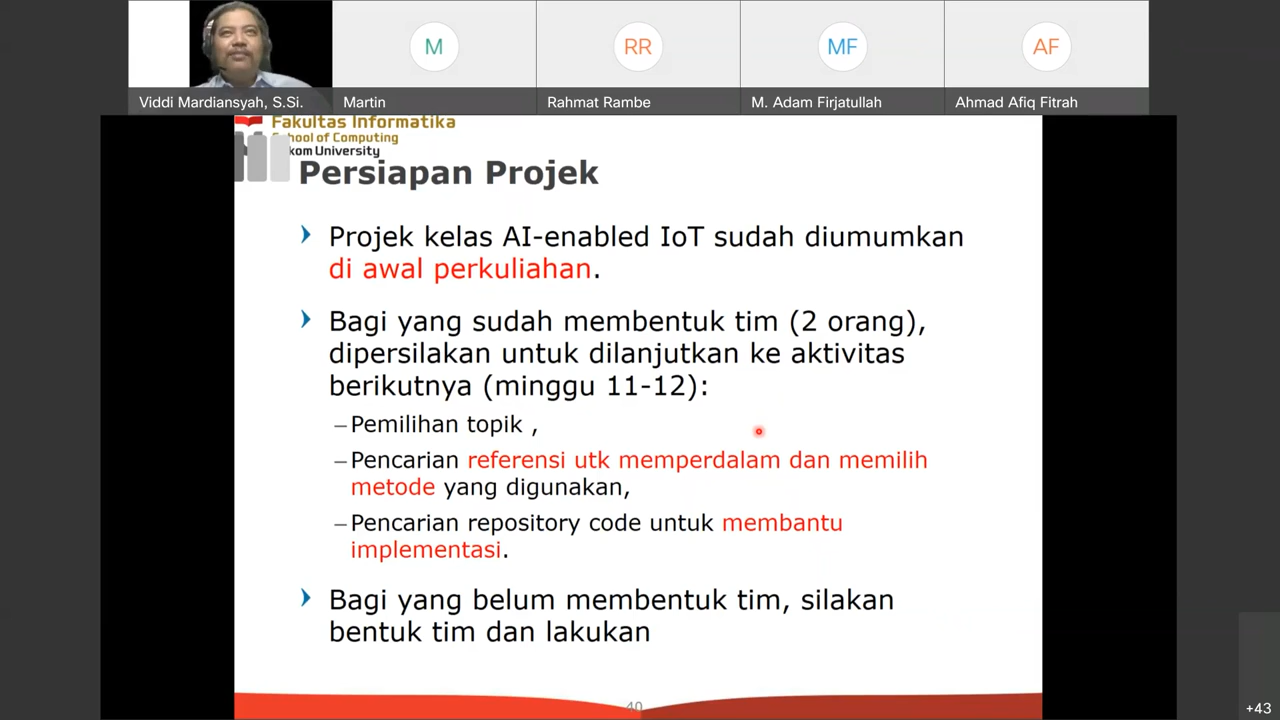 M
RR
MF
AF
Viddi Mardiansyah, S.Si.
Martin
Rahmat Rambe
M. Adam Firjatullah
Ahmad Afiq Fitrah
Fakultas Informatika
School of Computing
kom University
Persiapan Projek
Projek kelas AI-enabled IoT sudah diumumkan
di awal perkuliahan.
Bagi yang sudah membentuk tim (2 orang),
dipersilakan untuk dilanjutkan ke aktivitas
berikutnya (minggu 11-12):
–Pemilihan topik ,
–Pencarian referensi utk memperdalam dan memilih
metode yang digunakan,
–Pencarian repository code untuk membantu
implementasi.
Bagi yang belum membentuk tim, silakan
bentuk tim dan lakukan
40
+43